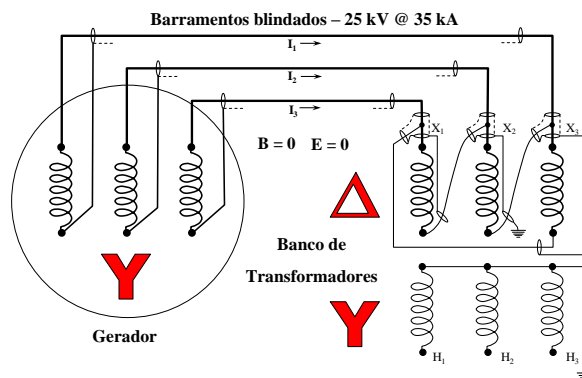 Barramentos blindados – 25 kV @ 35 kA
I1
I2
I3
X1
X2
X3
B = 0 E = 0
Banco de
Transformadores
Gerador
H1
H2
H3